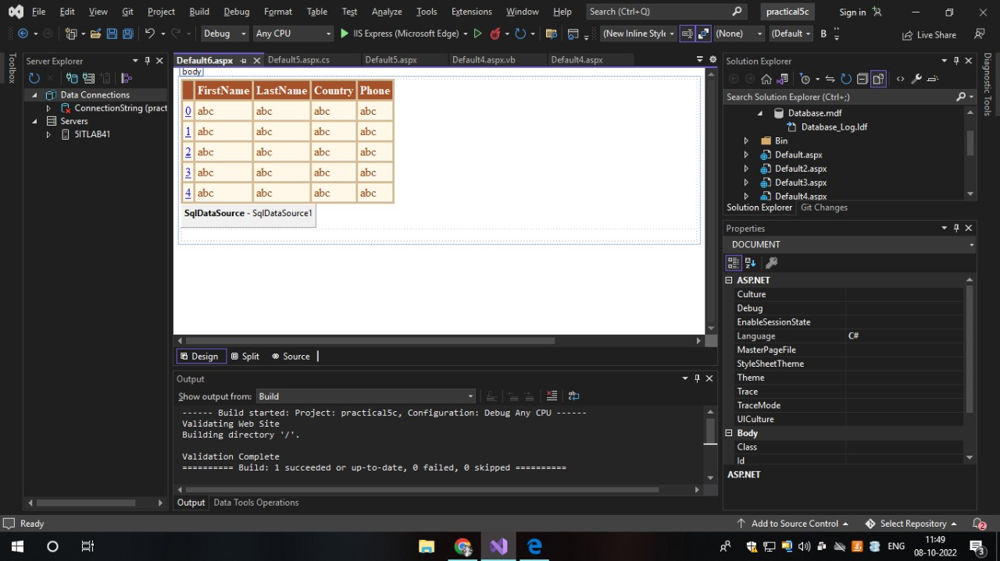 File Edit View Git Project Build Debug Format Table Test Analyze Tools Extensions Window Help Search (Ctrl+Q) practical5c Sign in
Debug Any CPU IIS Express (Microsoft Edge) (New Inline Style (None) (Default B Live Share
Toolbox
Server Explorer
Data Connections
ConnectionString (pract
Servers
5ITLAB41
Default6.aspx Default5.aspx.cs Default5.aspx Default4.aspx.vb Default4.aspx
body
FirstName LastName Country Phone
0 abc abc abc abc
1 abc abc abc abc
2 abc abc abc abc
3 abc abc abc abc
4 abc abc abc abc
SqlDataSource - SqlDataSource1
Design Split Source
Output
Show output from: Build
------ Build started: Project: practical5c, Configuration: Debug Any CPU ------
Validating Web Site
Building directory '/'.
Validation Complete
========== Build: 1 succeeded or up-to-date, 0 failed, 0 skipped ==========
Output Data Tools Operations
Solution Explorer
Search Solution Explorer (Ctrl+;)
Database.mdf
Database_Log.ldf
Bin
Default.aspx
Default2.aspx
Default3.aspx
Default4.aspx
Solution Explorer Git Changes
Properties
DOCUMENT
ASP.NET
Culture
Debug
EnableSessionState
Language C#
MasterPageFile
StyleSheetTheme
Theme
Trace
TraceMode
UICulture
Body
Class
Id
ASP.NET
Diagnostic Tools
Ready Add to Source Control Select Repository 2
ENG 11:49
08-10-2022 3